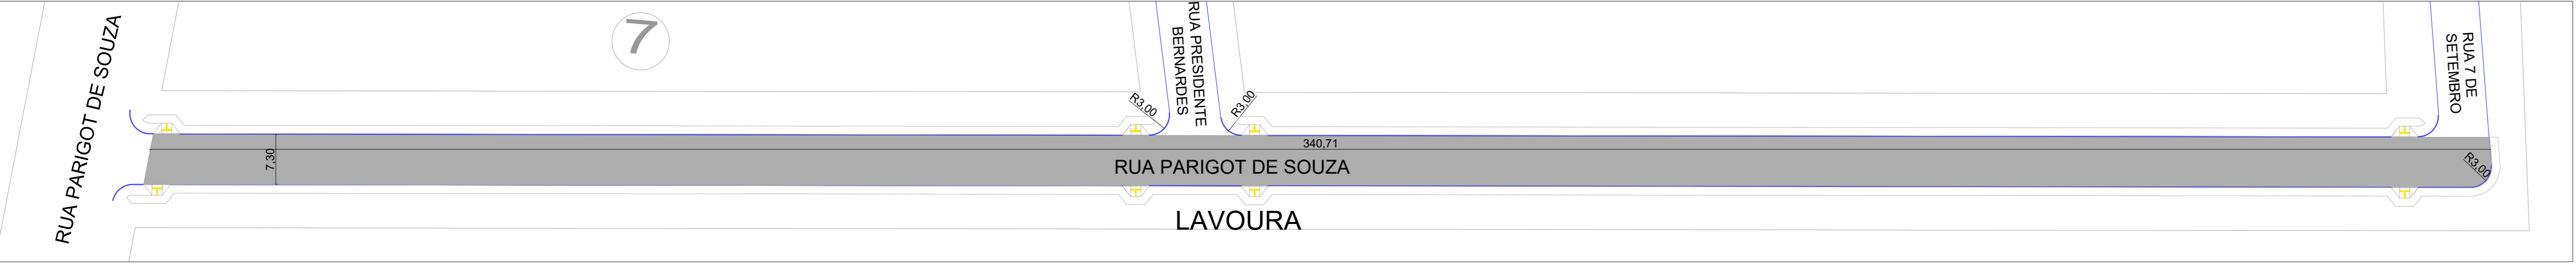 RUA PARIGOT DE SOUZA
7
RUA PRESIDENTE
BERNARDES
R3,00
R3,00
RUA 7 DE
SETEMBRO
7,30
340,71
RUA PARIGOT DE SOUZA
R3,00
LAVOURA